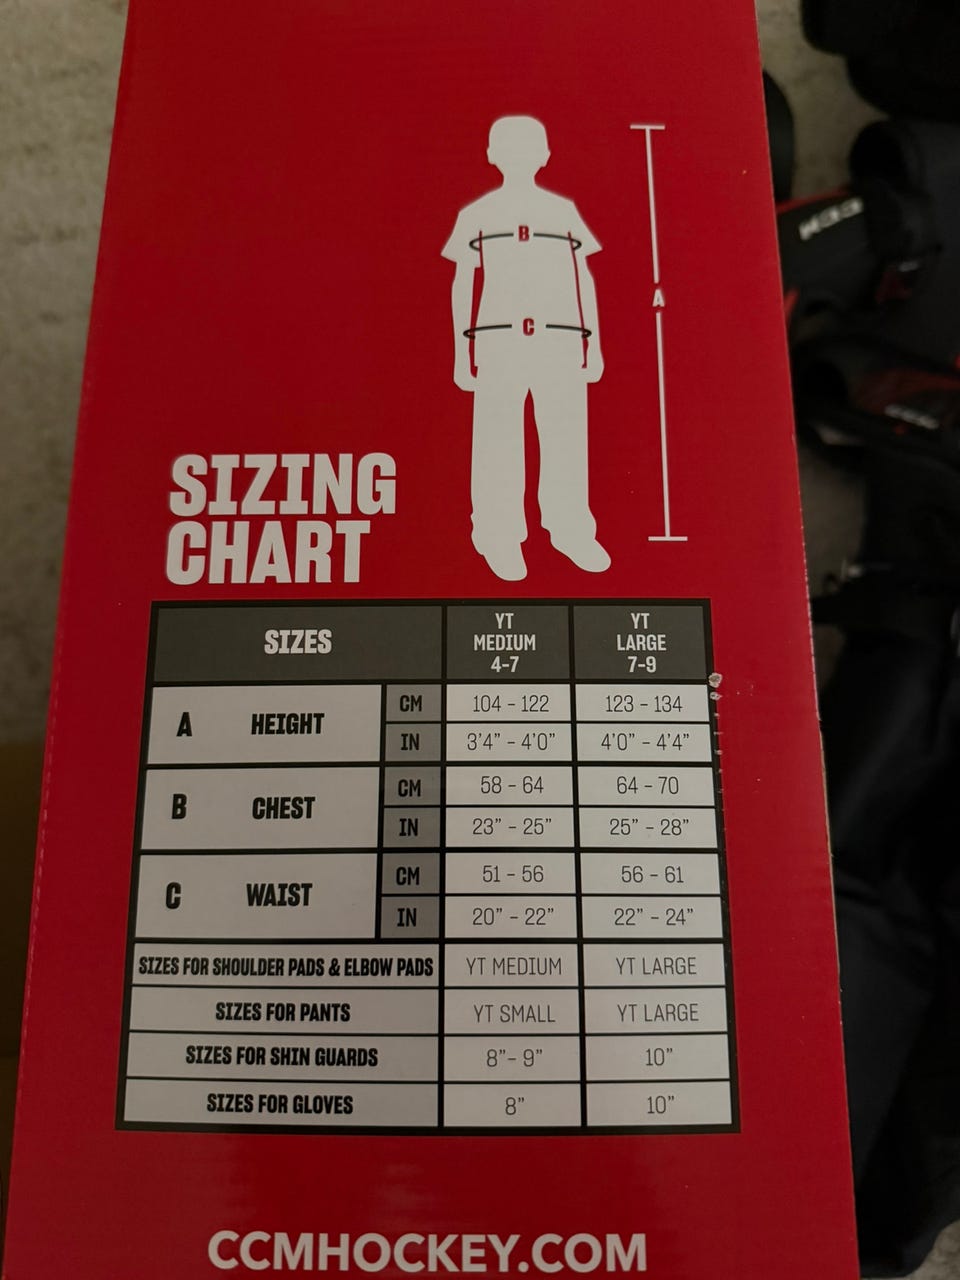 B
A
C
SIZING
CHART
SIZES
YT
MEDIUM
4-7
YT
LARGE
7-9
A HEIGHT CM 104 - 122 123 - 134
IN 3'4" - 4'0" 4'0" - 4'4"
B CHEST CM 58 - 64 64 - 70
IN 23" - 25" 25" - 28"
C WAIST CM 51 - 56 56 - 61
IN 20" - 22" 22" - 24"
SIZES FOR SHOULDER PADS & ELBOW PADS YT MEDIUM YT LARGE
SIZES FOR PANTS YT SMALL YT LARGE
SIZES FOR SHIN GUARDS 8"- 9" 10"
SIZES FOR GLOVES 8" 10"
CCMHOCKEY.COM